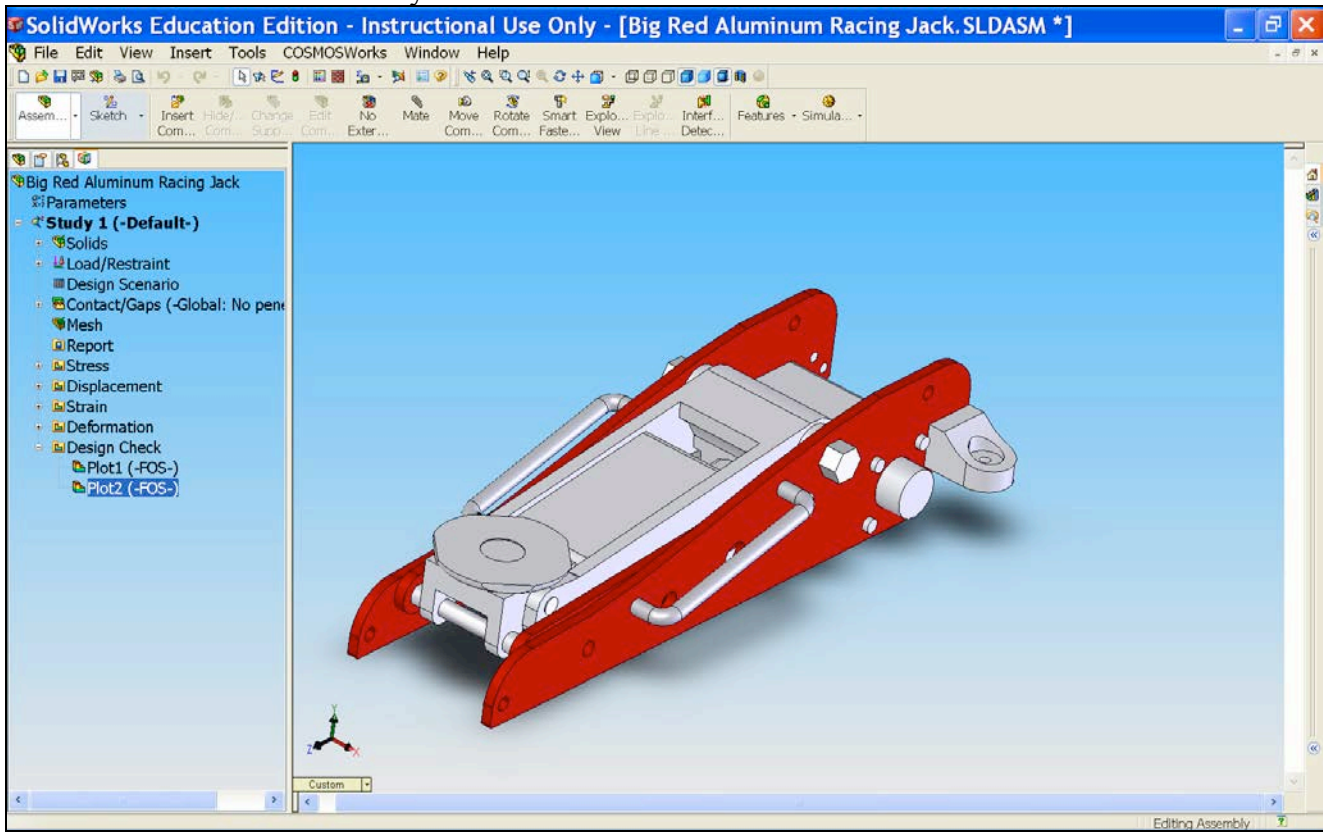 SolidWorks Education Edition - Instructional Use Only - [Big Red Aluminum Racing Jack.SLDASM *]
File Edit View Insert Tools COSMOSWorks Window Help
Assem... Sketch Insert Com... Hide/... Com... Change Supp... Edit Com... No Exter... Mate Move Com... Rotate Com... Smart Faste... Explo... View Explo... Line ... Interf... Detec... Features Simula...
Big Red Aluminum Racing Jack
Parameters
Study 1 (-Default-)
Solids
Load/Restraint
Design Scenario
Contact/Gaps (-Global: No pene
Mesh
Report
Stress
Displacement
Strain
Deformation
Design Check
Plot1 (-FOS-)
Plot2 (-FOS-)
Y
Z X
Custom
Editing Assembly